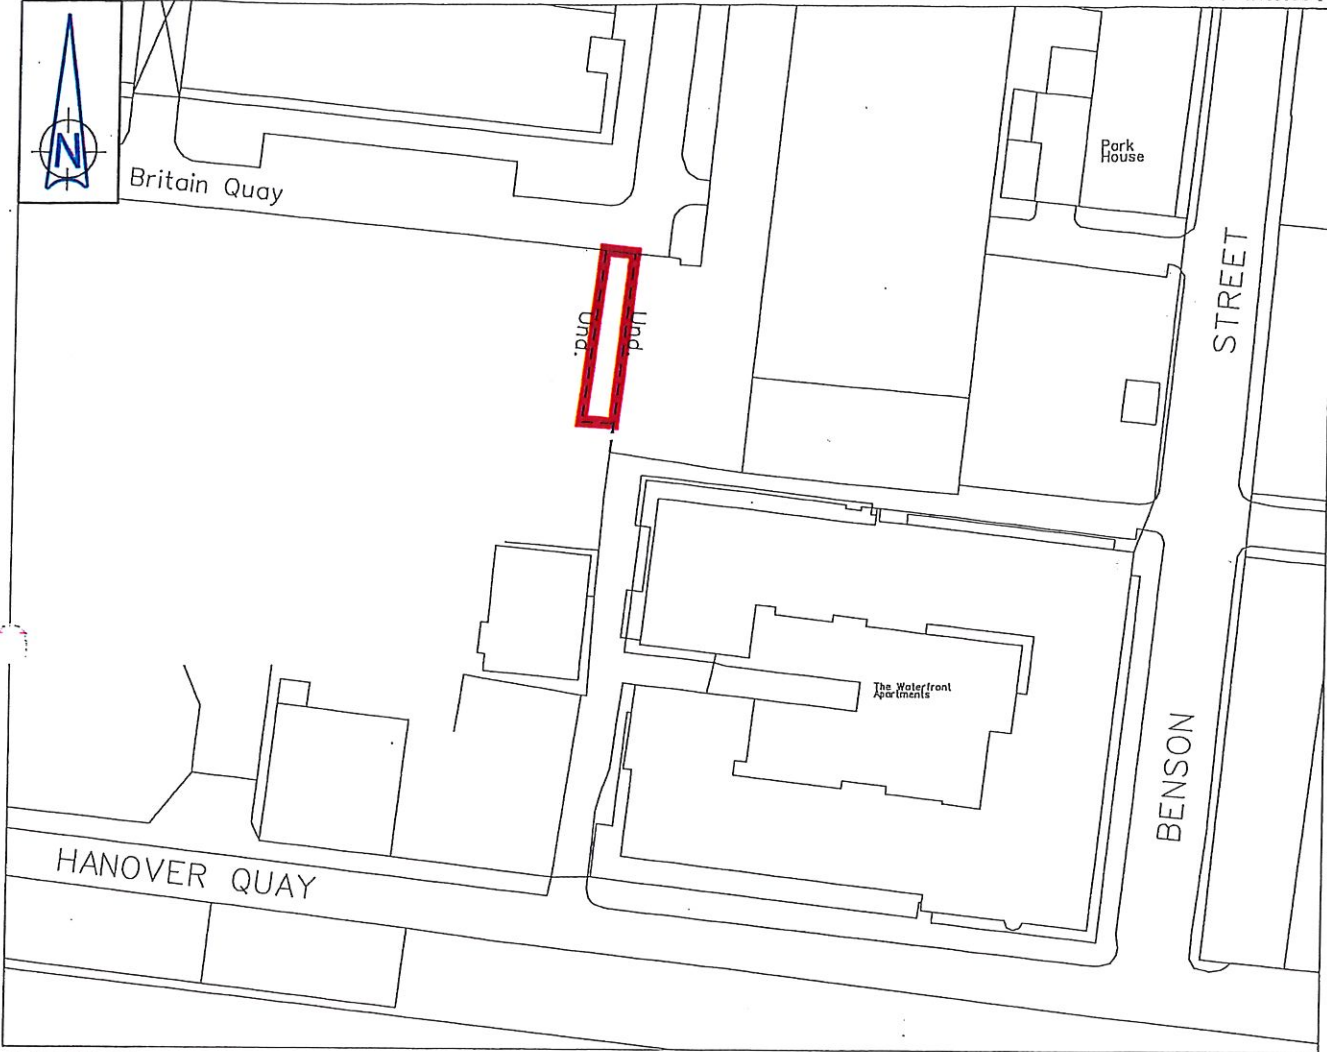 N
Britain Quay
Park
House
STREET
Und.
Und.
The Waterfront
Apartments
BENSON
HANOVER QUAY